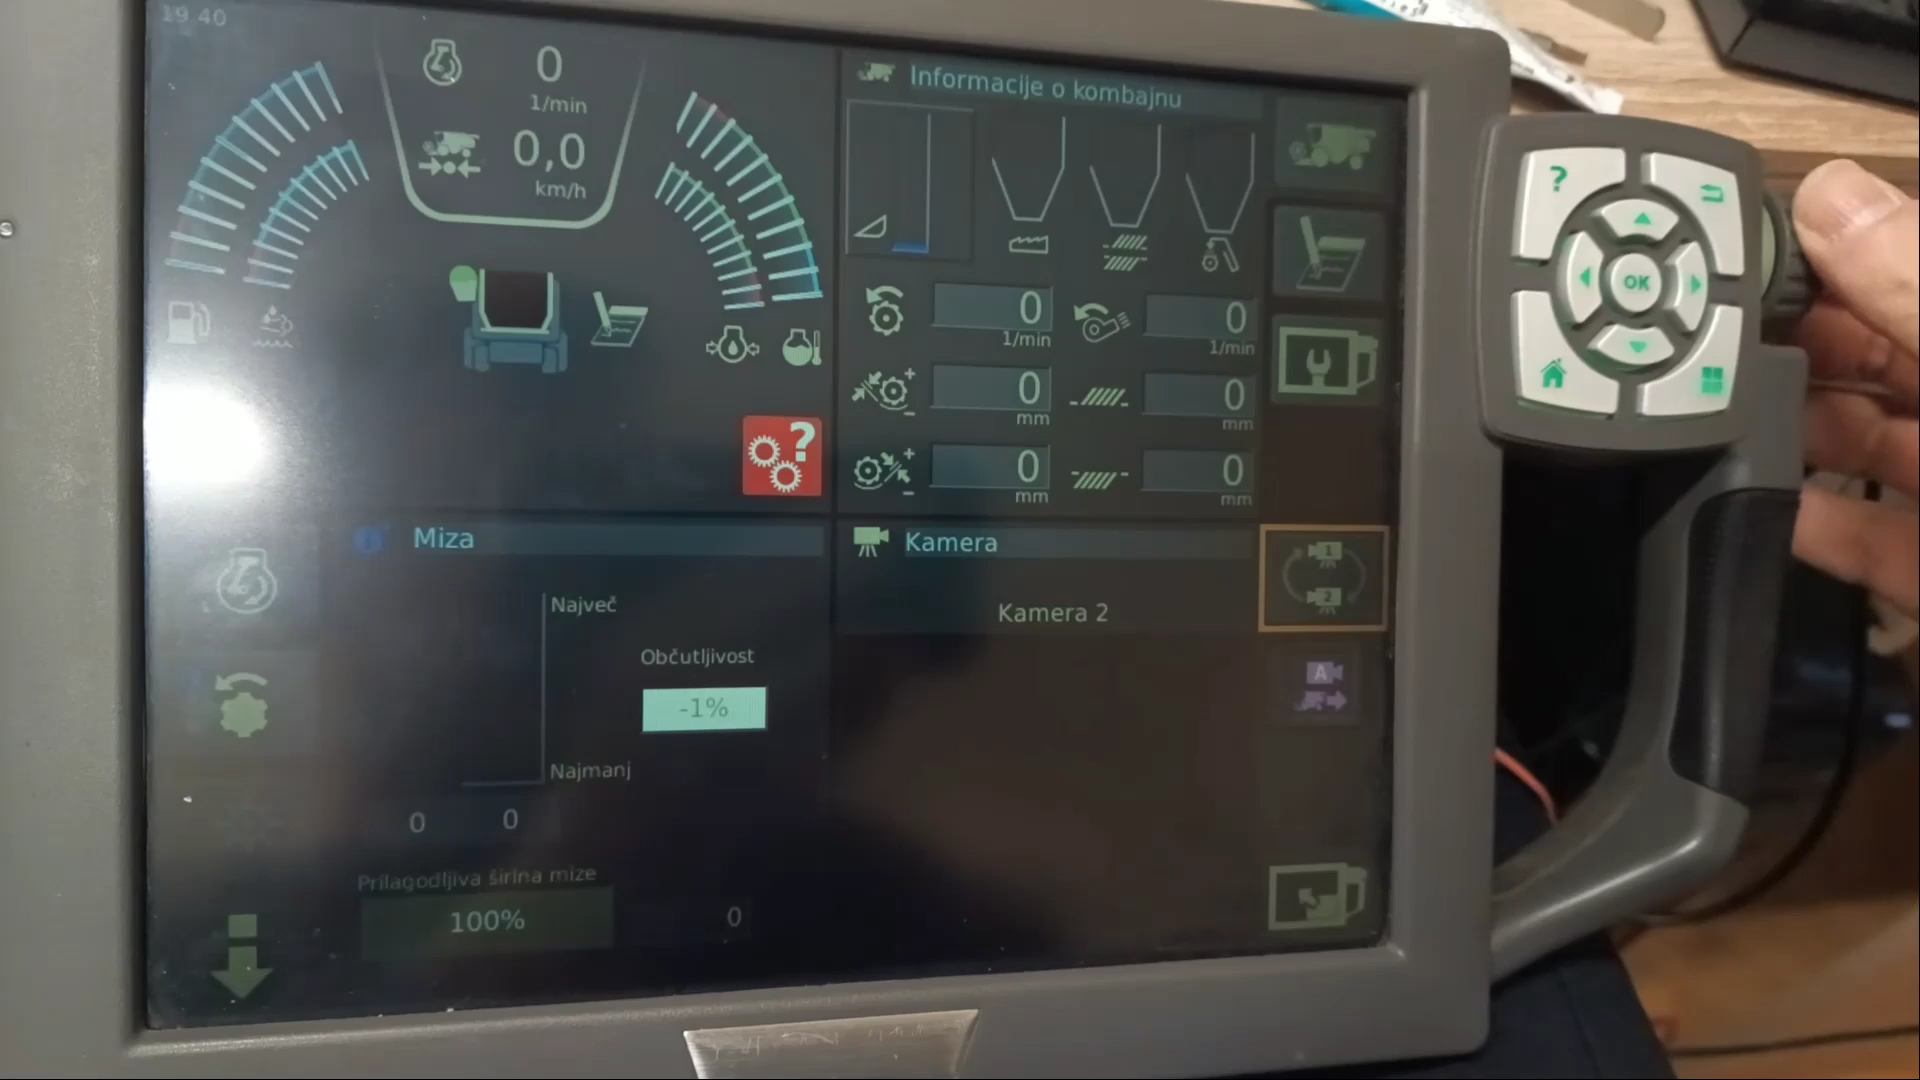 19 40
0
1/min
0,0
km/h
Informacije o kombajnu
0
1/min
0
1/min
0
mm
0
mm
0
mm
0
mm
?
Miza
Največ
Občutljivost
-1%
Najmanj
0
0
Prilagodljiva širina mize
100%
0
Kamera
Kamera 2
1
2
A
?
OK